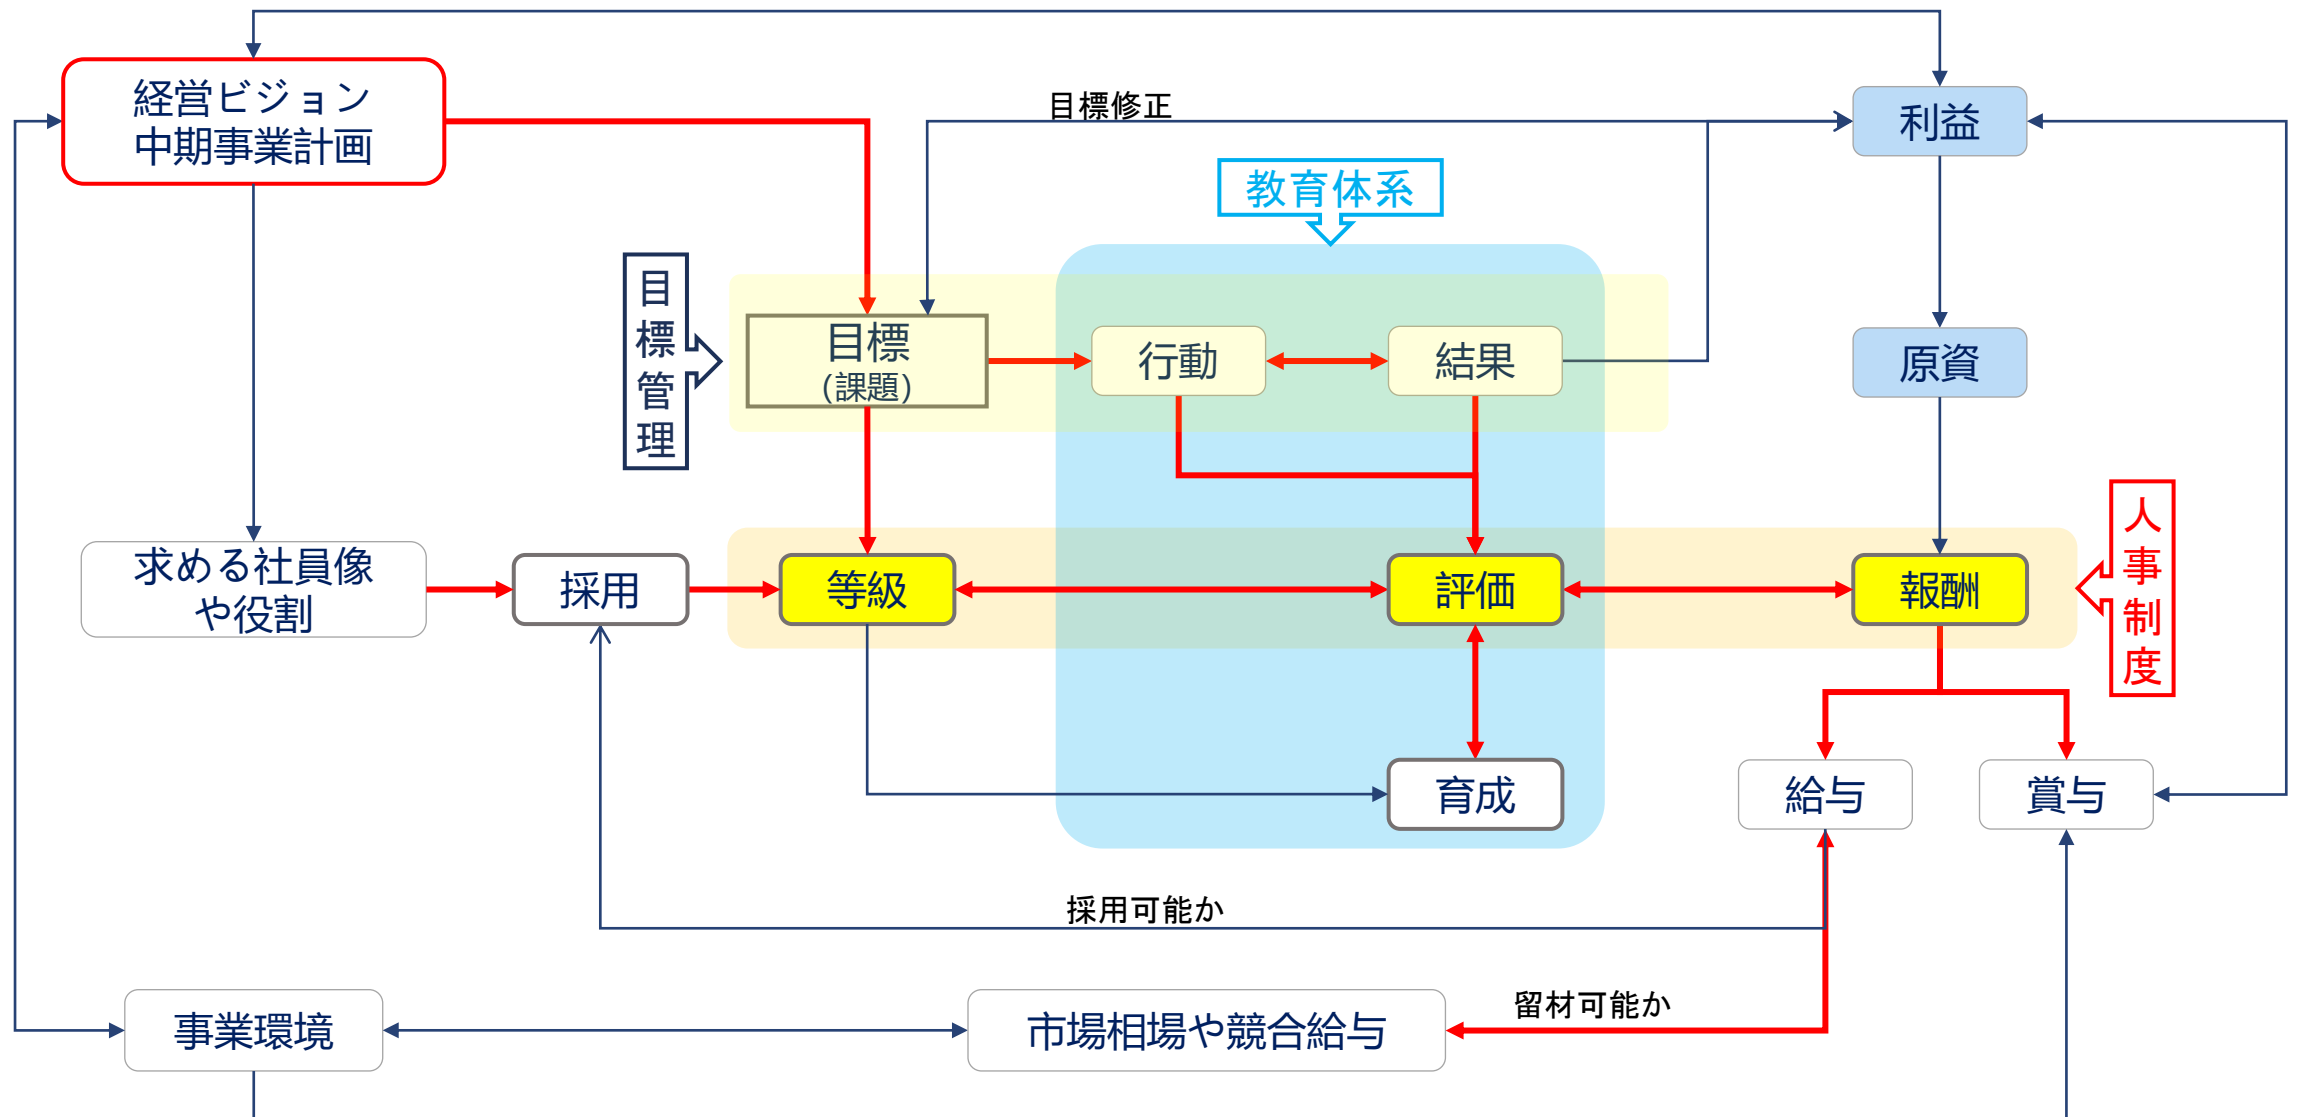 経営ビジョン
中期事業計画
目標修正
利益
教育体系
目標管理
目標
(課題)
行動
結果
原資
人事制度
求める社員像
や役割
採用
等級
評価
報酬
育成
給与
賞与
採用可能か
留材可能か
事業環境
市場相場や競合給与